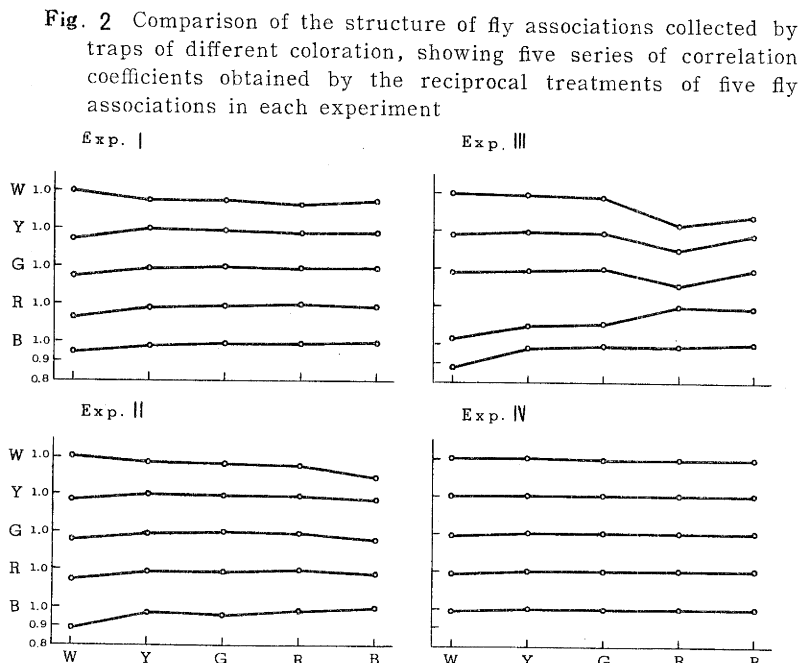 Fig. 2 Comparison of the structure of fly associations collected by
traps of different coloration, showing five series of correlation
coefficients obtained by the reciprocal treatments of five fly
associations in each experiment
Exp. I
Exp. III
W 1.0
Y 1.0
G 1.0
R 1.0
B 1.0
0.9
0.8
Exp. II
Exp. IV
W 1.0
Y 1.0
G 1.0
R 1.0
B 1.0
0.9
0.8
W Y G R B
W Y G R B